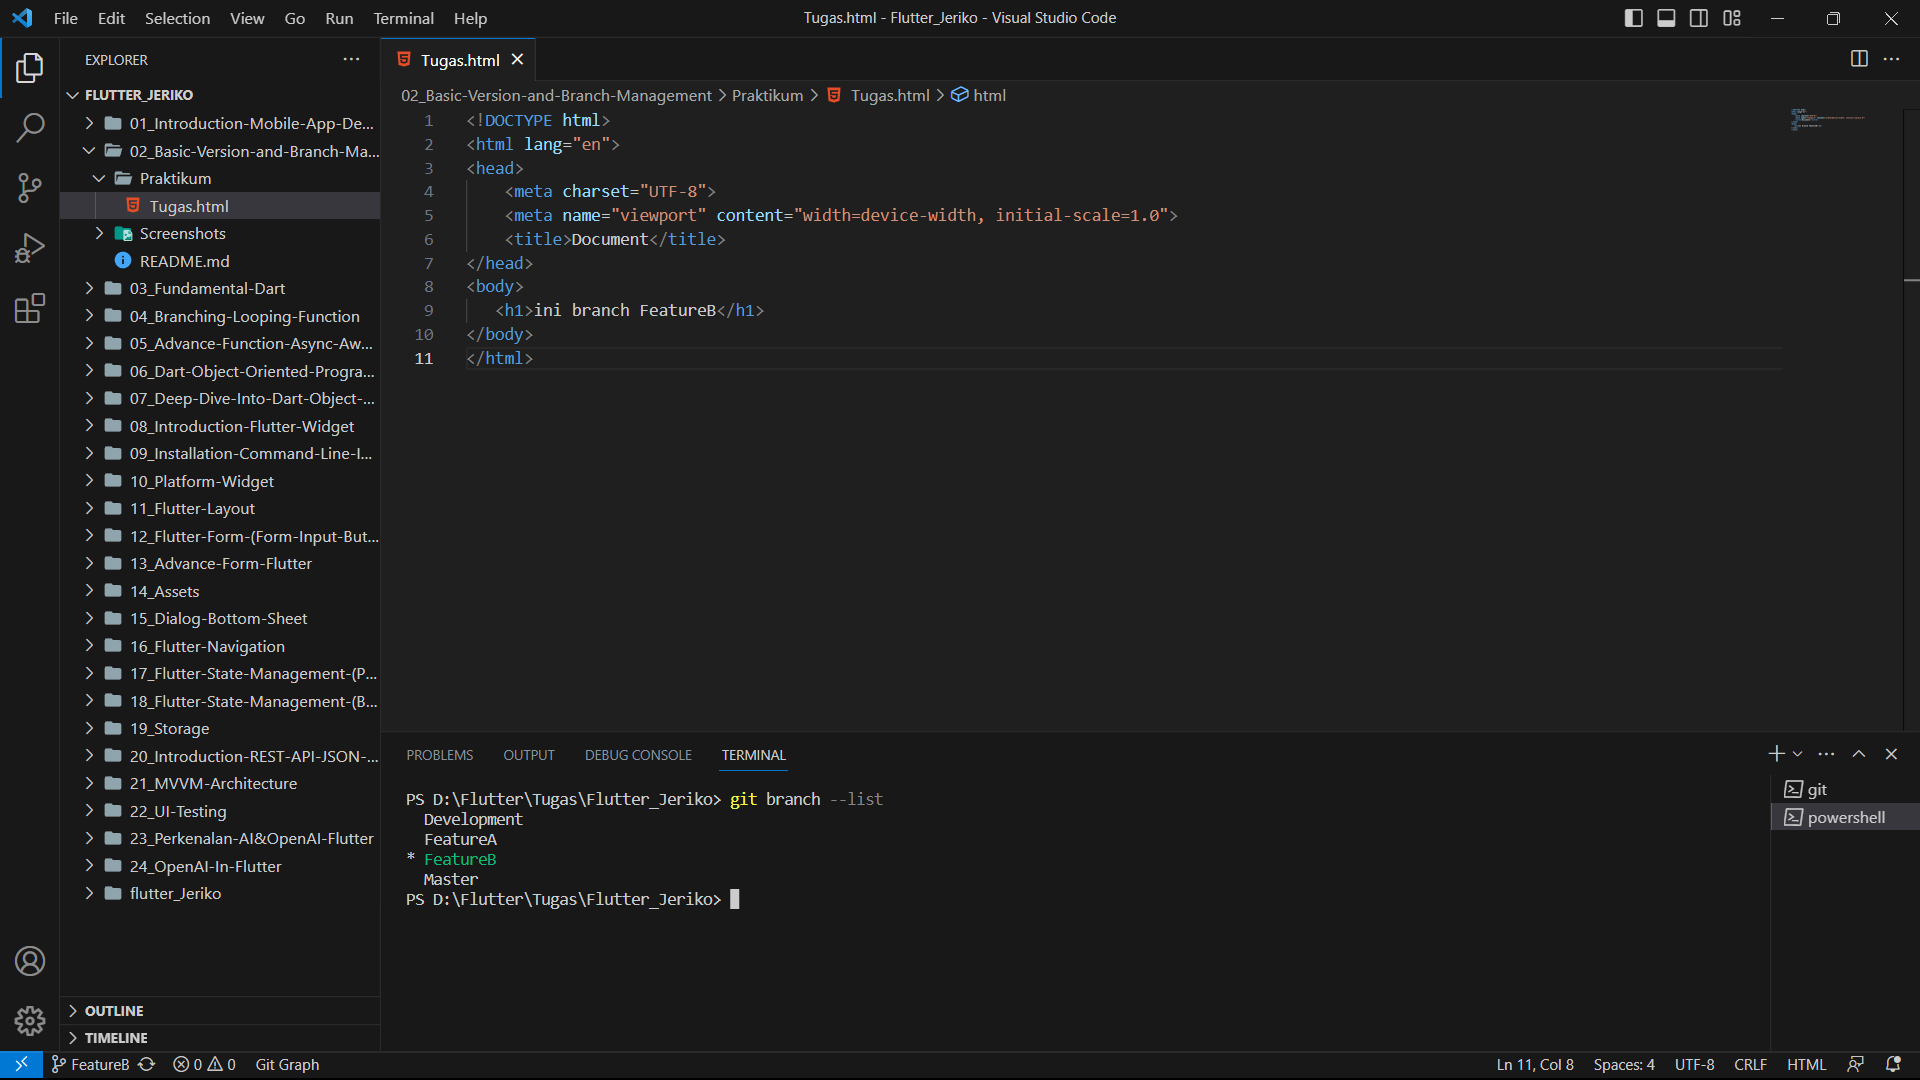 File Edit Selection View Go Run Terminal Help
Tugas.html - Flutter_Jeriko - Visual Studio Code
EXPLORER
FLUTTER_JERIKO
01_Introduction-Mobile-App-De...
02_Basic-Version-and-Branch-Ma...
Praktikum
Tugas.html
Screenshots
README.md
03_Fundamental-Dart
04_Branching-Looping-Function
05_Advance-Function-Async-Aw...
06_Dart-Object-Oriented-Progra...
07_Deep-Dive-Into-Dart-Object-...
08_Introduction-Flutter-Widget
09_Installation-Command-Line-I...
10_Platform-Widget
11_Flutter-Layout
12_Flutter-Form-(Form-Input-But...
13_Advance-Form-Flutter
14_Assets
15_Dialog-Bottom-Sheet
16_Flutter-Navigation
17_Flutter-State-Management-(P...
18_Flutter-State-Management-(B...
19_Storage
20_Introduction-REST-API-JSON-...
21_MVVM-Architecture
22_UI-Testing
23_Perkenalan-AI&OpenAI-Flutter
24_OpenAI-In-Flutter
flutter_Jeriko
OUTLINE
TIMELINE
Tugas.html
02_Basic-Version-and-Branch-Management > Praktikum > Tugas.html > html
1 <!DOCTYPE html>
2 <html lang="en">
3 <head>
4 <meta charset="UTF-8">
5 <meta name="viewport" content="width=device-width, initial-scale=1.0">
6 <title>Document</title>
7 </head>
8 <body>
9 <h1>ini branch FeatureB</h1>
10 </body>
11 </html>
PROBLEMS OUTPUT DEBUG CONSOLE TERMINAL
PS D:\Flutter\Tugas\Flutter_Jeriko> git branch --list
Development
FeatureA
* FeatureB
Master
PS D:\Flutter\Tugas\Flutter_Jeriko>
git
powershell
FeatureB 0 0 Git Graph
Ln 11, Col 8 Spaces: 4 UTF-8 CRLF HTML